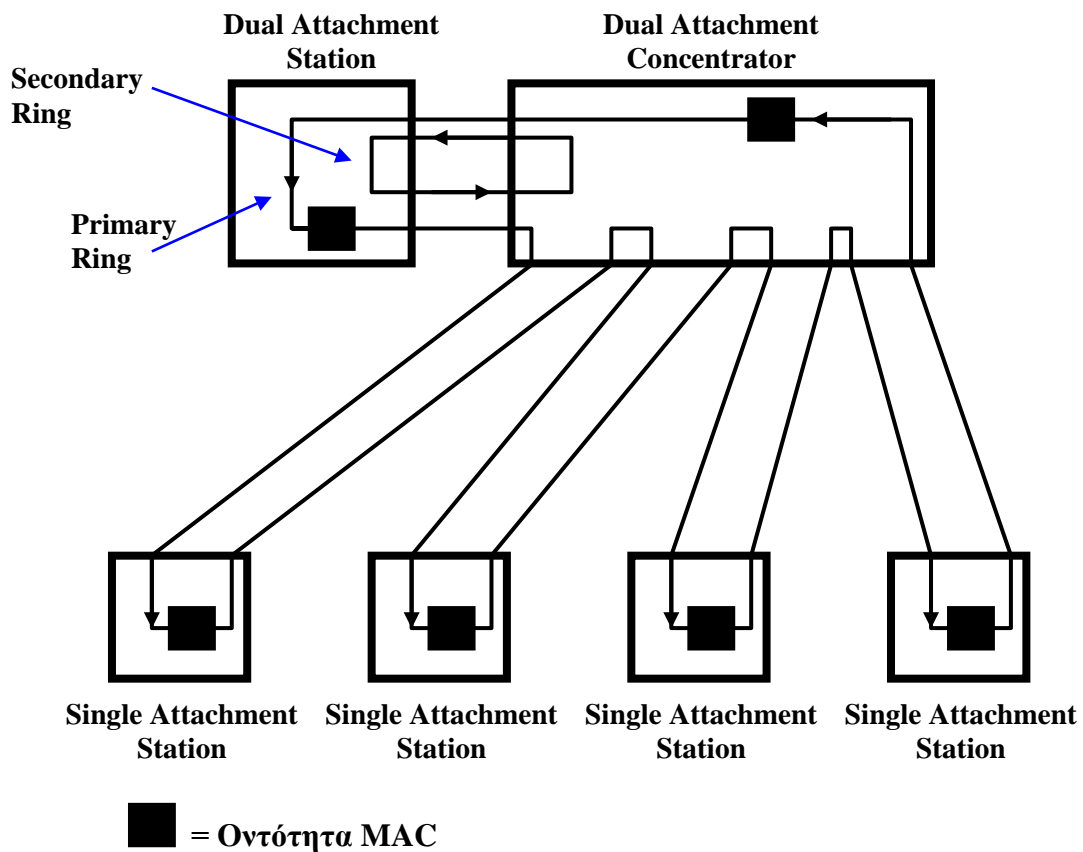 Dual Attachment
Station
Dual Attachment
Concentrator
Secondary
Ring
Primary
Ring
Single Attachment
Station
Single Attachment
Station
Single Attachment
Station
Single Attachment
Station
= Οντότητα MAC